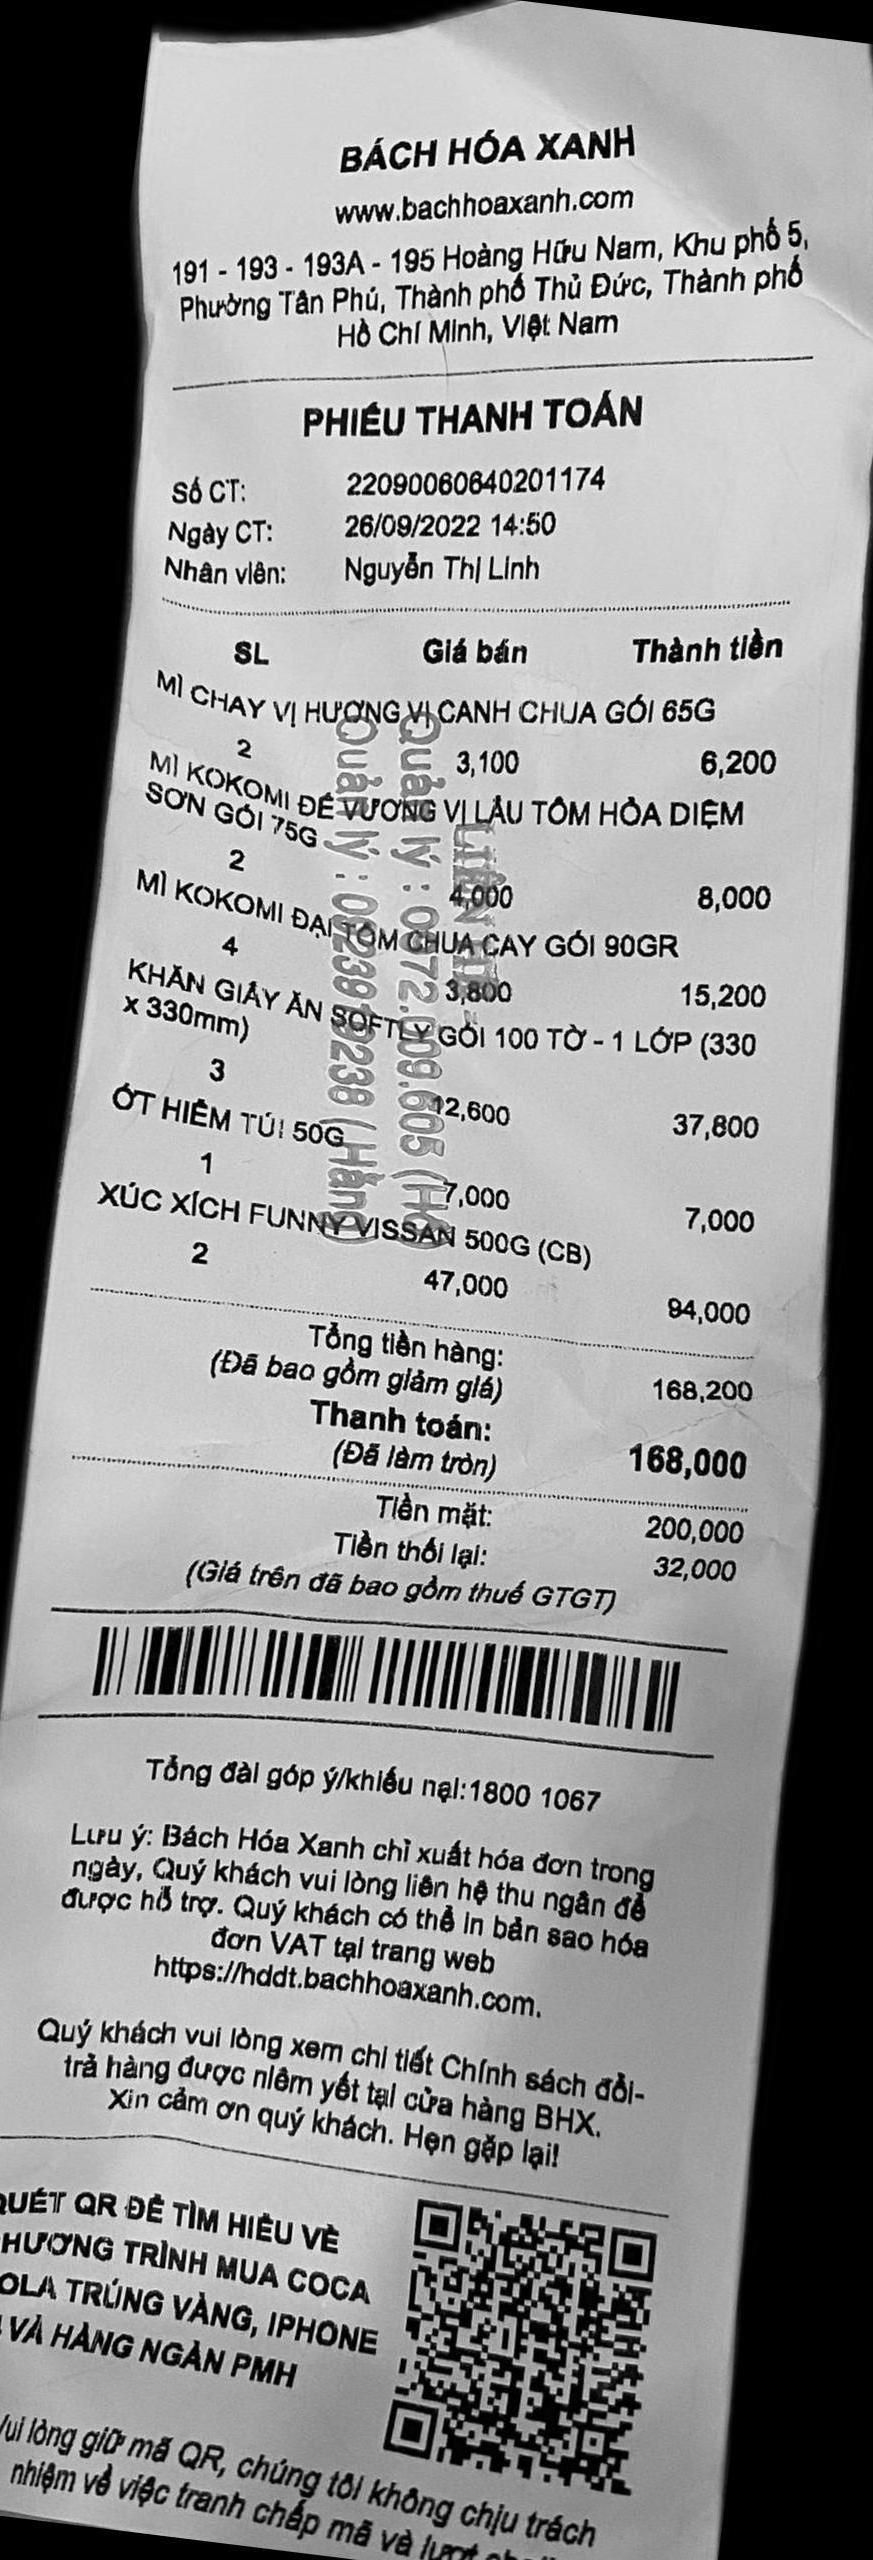 BÁCH HÓA XANH
www.bachhoaxanh.com
191 - 193 - 193A - 195 Hoàng Hữu Nam, Khu phố 5,
Phường Tân Phú, Thành phố Thủ Đức, Thành phố
Hồ Chí Minh, Việt Nam
PHIẾU THANH TOÁN
Số CT: 22090060640201174
Ngày CT: 26/09/2022 14:50
Nhân viên: Nguyễn Thị Linh
SL Giá bán Thành tiền
MÌ CHAY VỊ HƯƠNG VỊ CANH CHUA GÓI 65G
2 3,100 6,200
MÌ KOKOMI ĐẾ VƯƠNG VỊ LẨU TÔM HỎA DIỆM
SƠN GÓI 75G
2 4,000 8,000
MÌ KOKOMI ĐẠI TÔM CHUA CAY GÓI 90GR
4 3,800 15,200
KHĂN GIẤY ĂN SOFTLY GÓI 100 TỜ - 1 LỚP (330
x 330mm)
3 12,600 37,800
ỚT HIỂM TÚI 50G
1 7,000 7,000
XÚC XÍCH FUNNY VISSAN 500G (CB)
2 47,000 94,000
Tổng tiền hàng: 168,200
(Đã bao gồm giảm giá)
Thanh toán: 168,000
(Đã làm tròn)
Tiền mặt: 200,000
Tiền thối lại: 32,000
(Giá trên đã bao gồm thuế GTGT)
Tổng đài góp ý/khiếu nại:1800 1067
Lưu ý: Bách Hóa Xanh chỉ xuất hóa đơn trong
ngày, Quý khách vui lòng liên hệ thu ngân để
được hỗ trợ. Quý khách có thể in bản sao hóa
đơn VAT tại trang web
https://hddt.bachhoaxanh.com.
Quý khách vui lòng xem chi tiết Chính sách đổi-
trả hàng được niêm yết tại cửa hàng BHX.
Xin cảm ơn quý khách. Hẹn gặp lại!
QUÉT QR ĐỂ TÌM HIỂU VỀ
HƯƠNG TRÌNH MUA COCA
OLA TRÚNG VÀNG, IPHONE
VÀ HÀNG NGÀN PMH
Vui lòng giữ mã QR, chúng tôi không chịu trách
nhiệm về việc tranh chấp mã và lượt
Quản lý :
Quản lý :
(Hằng)